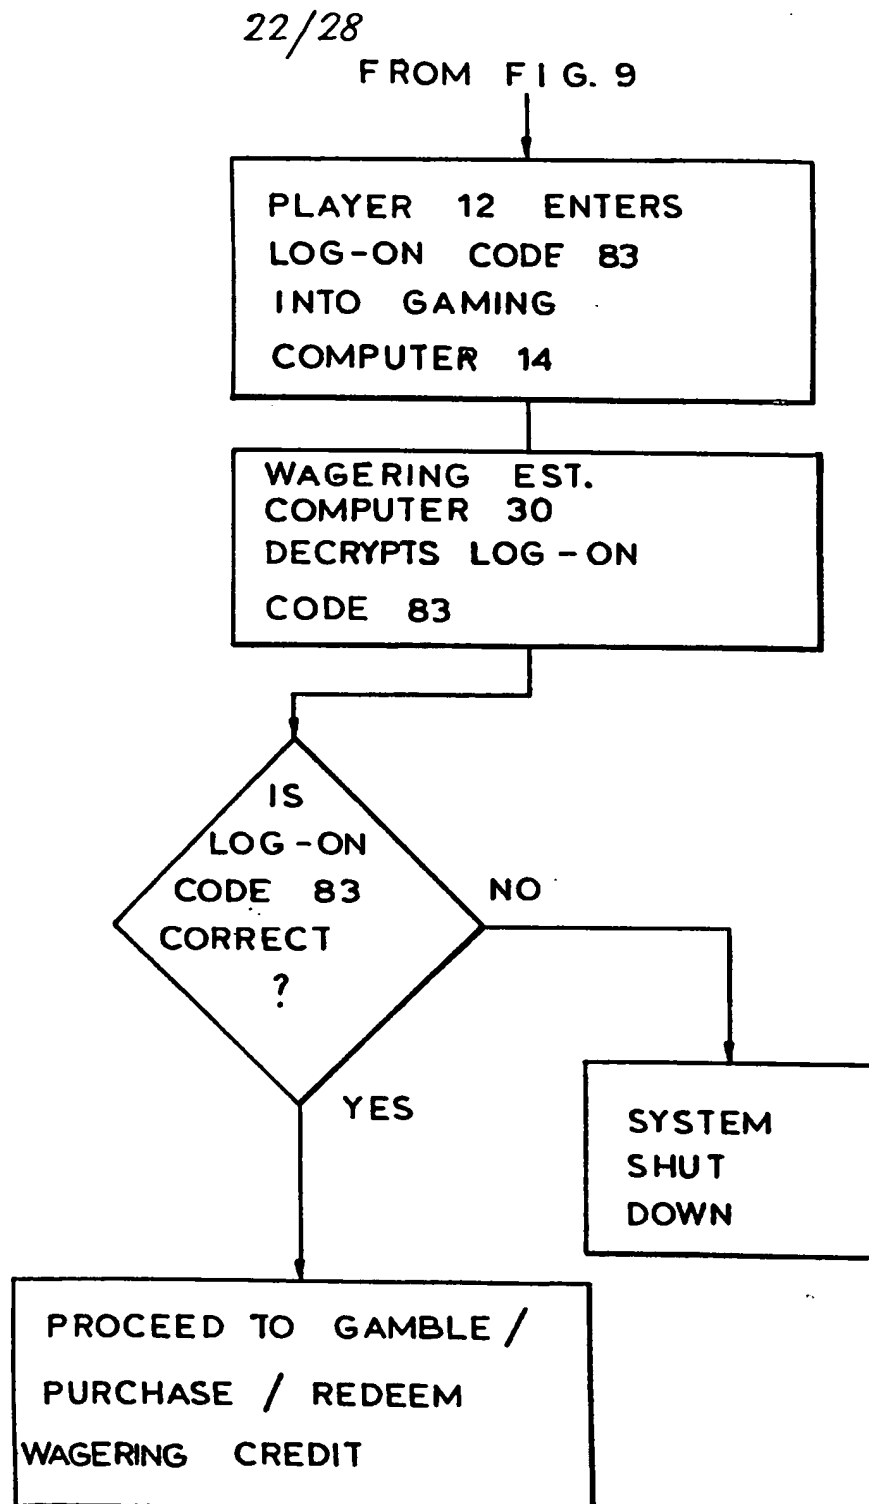 22/28
FROM FIG. 9
PLAYER 12 ENTERS
LOG-ON CODE 83
INTO GAMING
COMPUTER 14
WAGERING EST.
COMPUTER 30
DECRYPTS LOG-ON
CODE 83
IS
LOG-ON
CODE 83
CORRECT
?
NO
YES
SYSTEM
SHUT
DOWN
PROCEED TO GAMBLE /
PURCHASE / REDEEM
WAGERING CREDIT